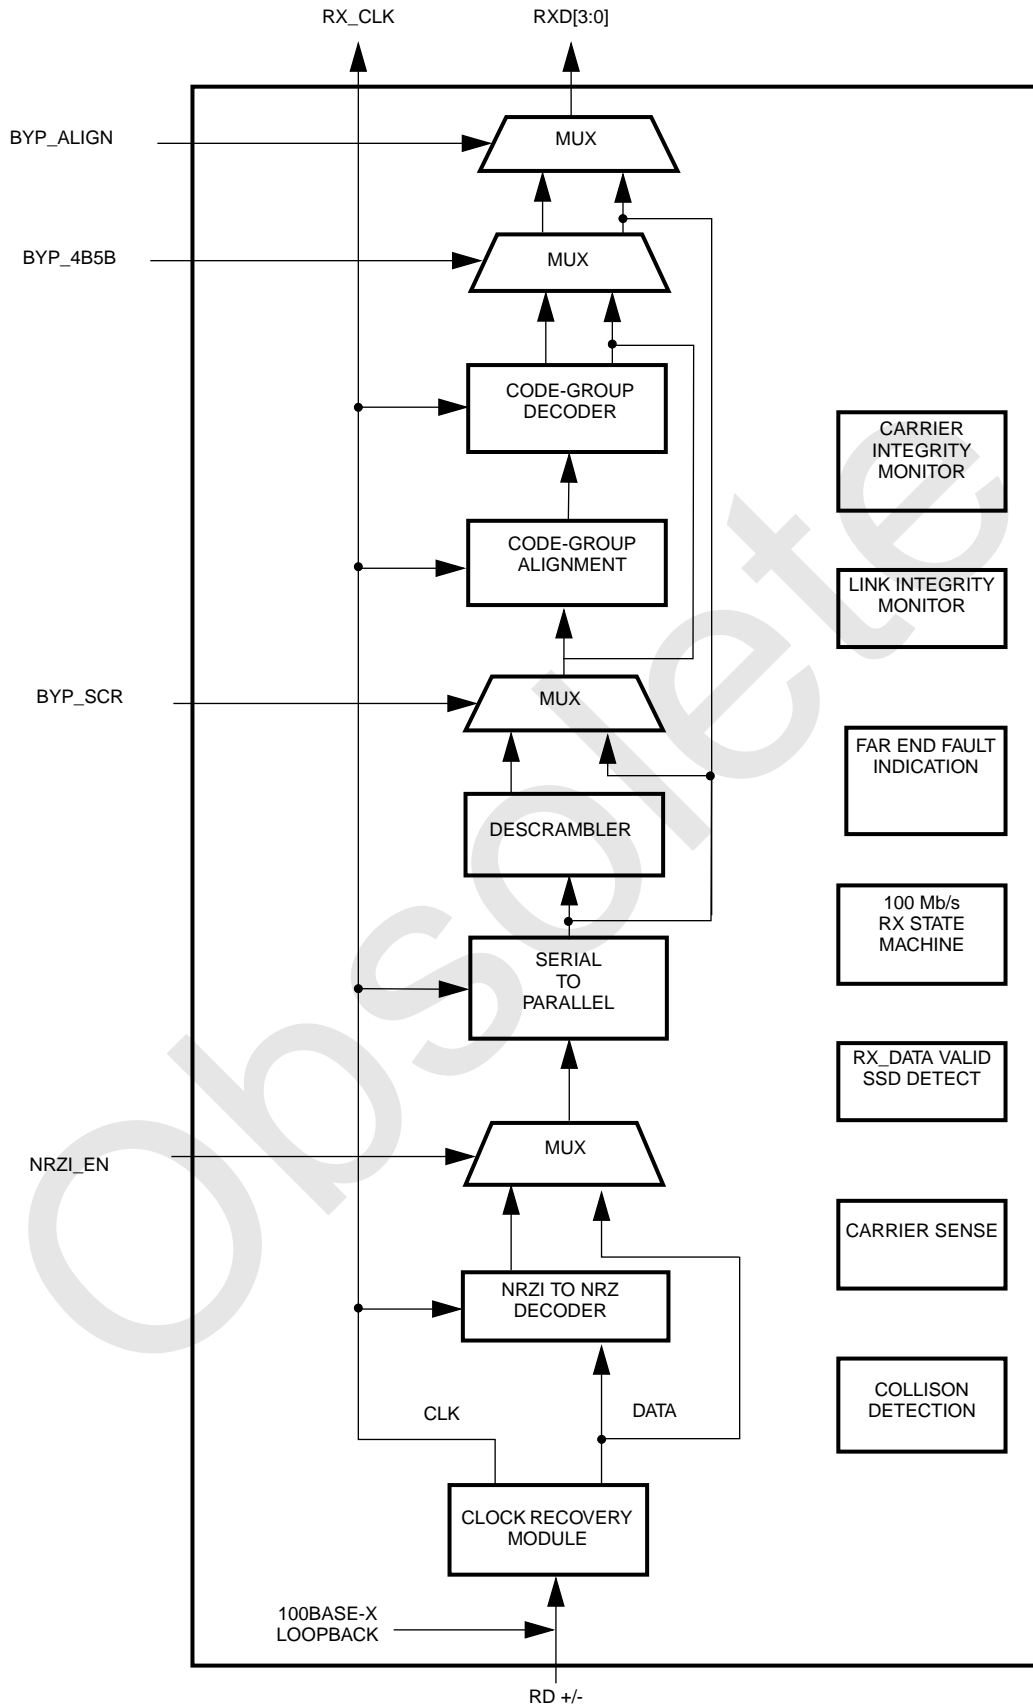 RX_CLK
RXD[3:0]
BYP_ALIGN
MUX
BYP_4B5B
MUX
CODE-GROUP
DECODER
CARRIER
INTEGRITY
MONITOR
CODE-GROUP
ALIGNMENT
LINK INTEGRITY
MONITOR
BYP_SCR
MUX
FAR END FAULT
INDICATION
DESCRAMBLER
100 Mb/s
RX STATE
MACHINE
SERIAL
TO
PARALLEL
RX_DATA VALID
SSD DETECT
NRZI_EN
MUX
CARRIER SENSE
NRZI TO NRZ
DECODER
COLLISON
DETECTION
CLK
DATA
CLOCK RECOVERY
MODULE
100BASE-X
LOOPBACK
RD +/-
Obsolete